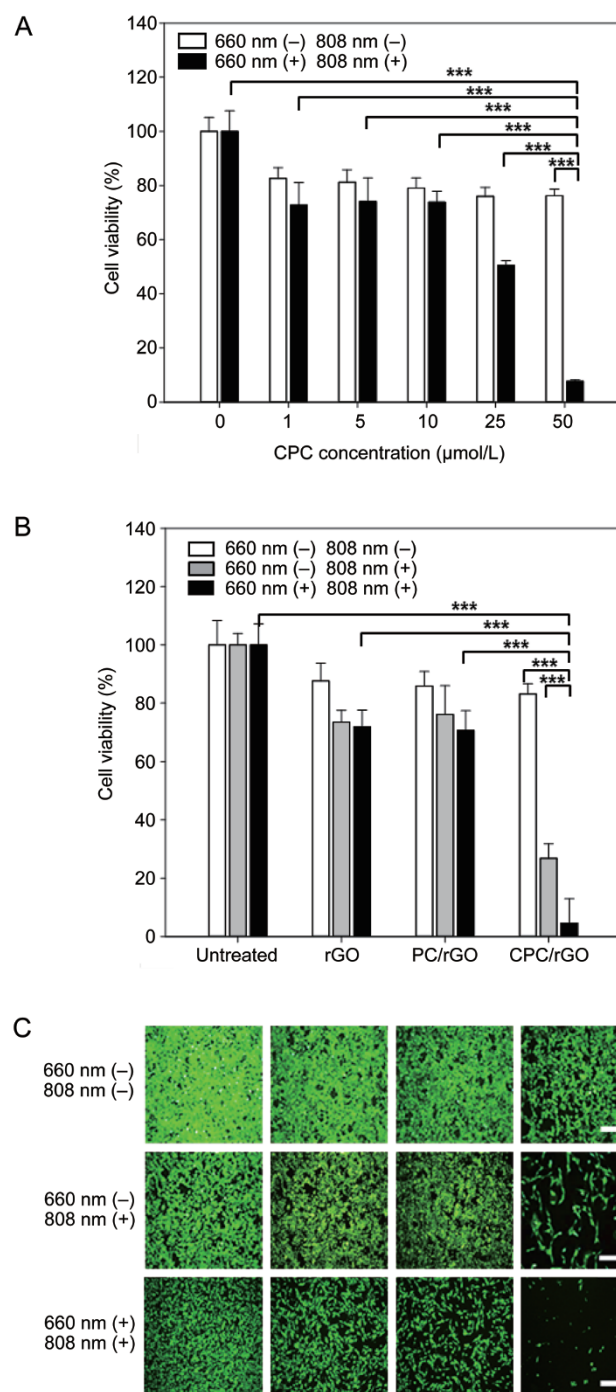 A
140
120
100
80
60
40
20
0
Cell viability (%)
660 nm (–) 808 nm (–)
660 nm (+) 808 nm (+)
***
***
***
***
***
***
0 1 5 10 25 50
CPC concentration (μmol/L)
B
140
120
100
80
60
40
20
0
Cell viability (%)
660 nm (–) 808 nm (–)
660 nm (–) 808 nm (+)
660 nm (+) 808 nm (+)
***
***
***
***
***
Untreated rGO PC/rGO CPC/rGO
C
660 nm (–)
808 nm (–)
660 nm (–)
808 nm (+)
660 nm (+)
808 nm (+)